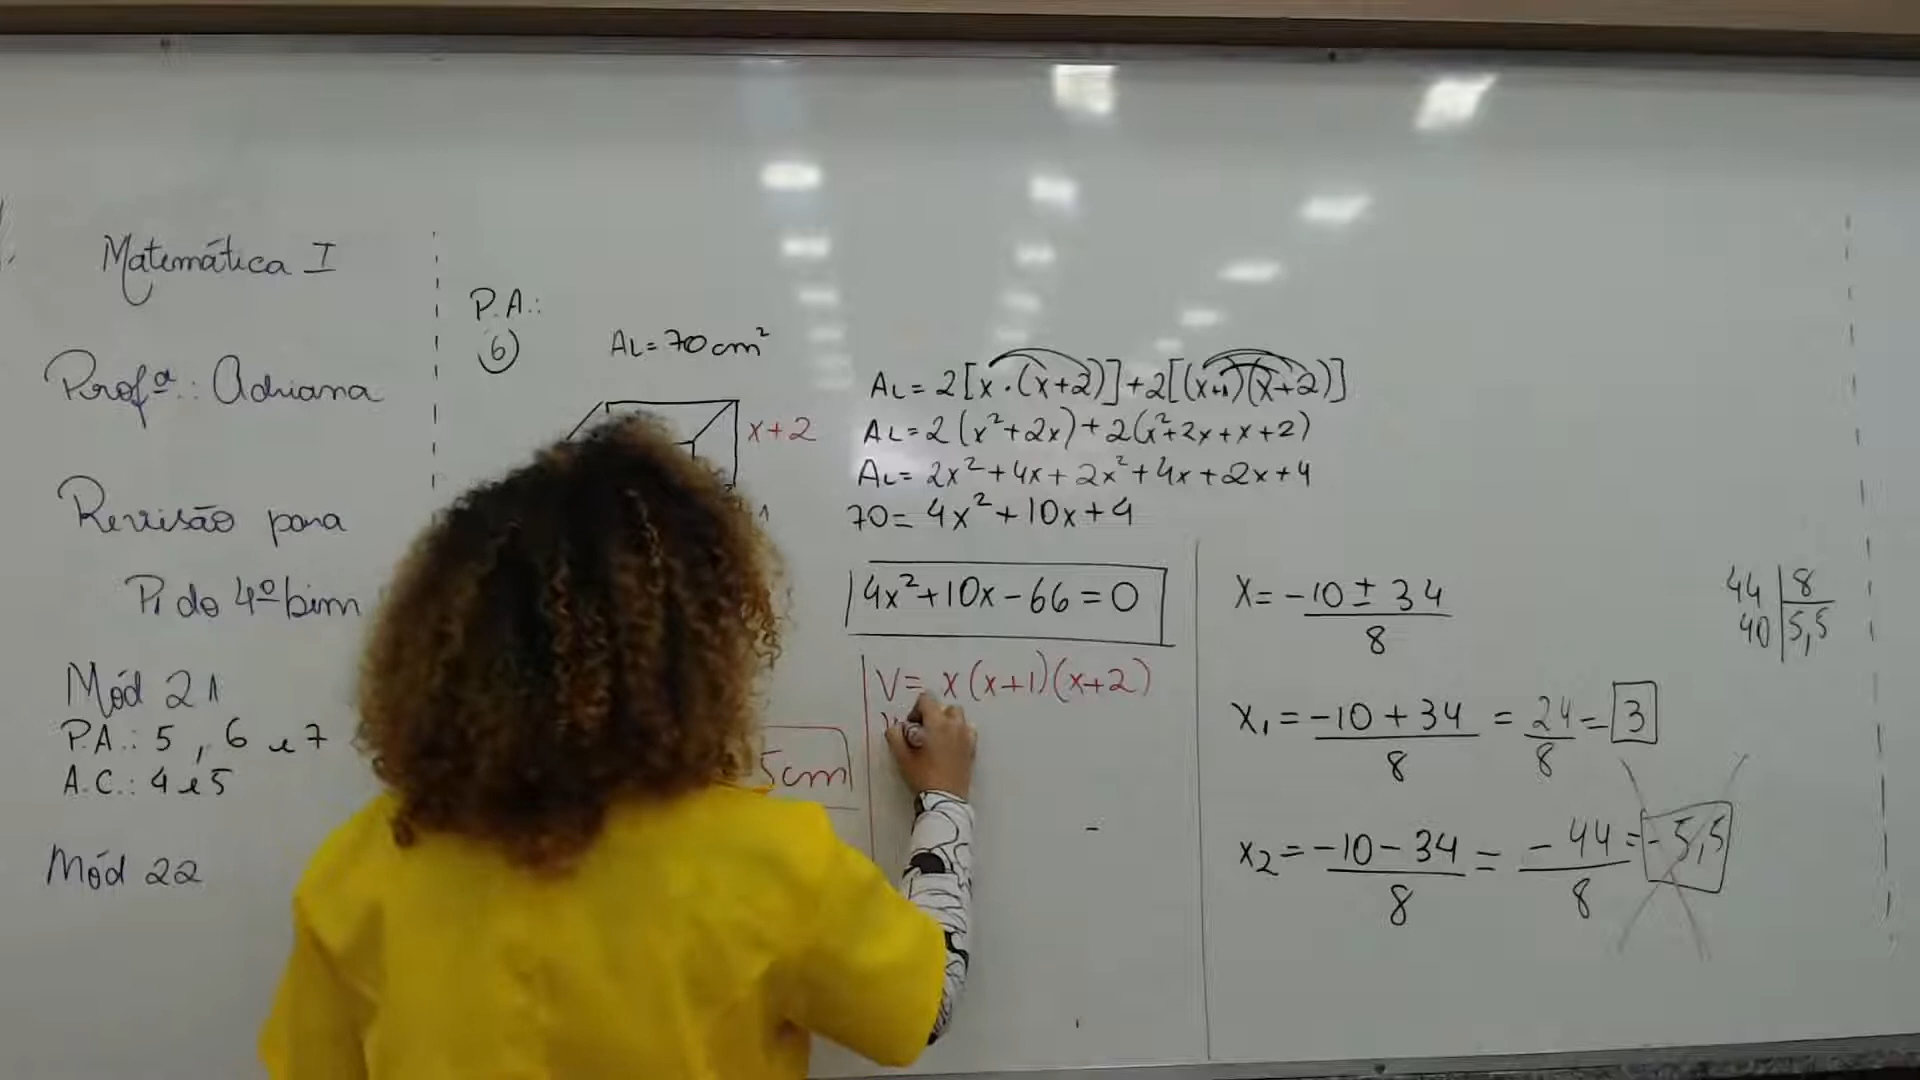 Matemática I
Profª.: Adriana
Revisão para
P1 do 4º bim
Mód 21
P.A.: 5, 6 e 7
A.C.: 4 e 5
Mód 22
P.A.:
6
AL = 70 cm²
x+2
5cm
AL = 2[x.(x+2)]+2[(x+1)(x+2)]
AL = 2(x²+2x)+2(x²+2x+x+2)
AL = 2x²+4x+2x²+4x+2x+4
70 = 4x²+10x+4
4x²+10x-66=0
V = x(x+1)(x+2)
x = -10 ± 34
8
x1 = -10+34 = 24 = 3
8 8
x2 = -10-34 = -44 = -5,5
8 8
44 8
40 5,5